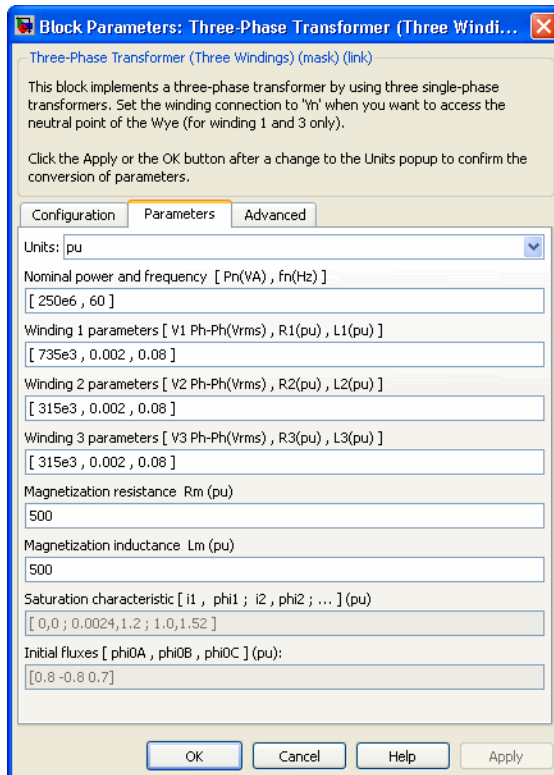 Block Parameters: Three-Phase Transformer (Three Windi...
Three-Phase Transformer (Three Windings) (mask) (link)
This block implements a three-phase transformer by using three single-phase
transformers. Set the winding connection to 'Yn' when you want to access the
neutral point of the Wye (for winding 1 and 3 only).
Click the Apply or the OK button after a change to the Units popup to confirm the
conversion of parameters.
Configuration Parameters Advanced
Units: pu
Nominal power and frequency [ Pn(VA) , fn(Hz) ]
[ 250e6 , 60 ]
Winding 1 parameters [ V1 Ph-Ph(Vrms) , R1(pu) , L1(pu) ]
[ 735e3 , 0.002 , 0.08 ]
Winding 2 parameters [ V2 Ph-Ph(Vrms) , R2(pu) , L2(pu) ]
[ 315e3 , 0.002 , 0.08 ]
Winding 3 parameters [ V3 Ph-Ph(Vrms) , R3(pu) , L3(pu) ]
[ 315e3 , 0.002 , 0.08 ]
Magnetization resistance Rm (pu)
500
Magnetization inductance Lm (pu)
500
Saturation characteristic [ i1 , phi1 ; i2 , phi2 ; ... ] (pu)
[ 0,0 ; 0.0024,1.2 ; 1.0,1.52 ]
Initial fluxes [ phi0A , phi0B , phi0C ] (pu):
[0.8 -0.8 0.7]
OK Cancel Help Apply